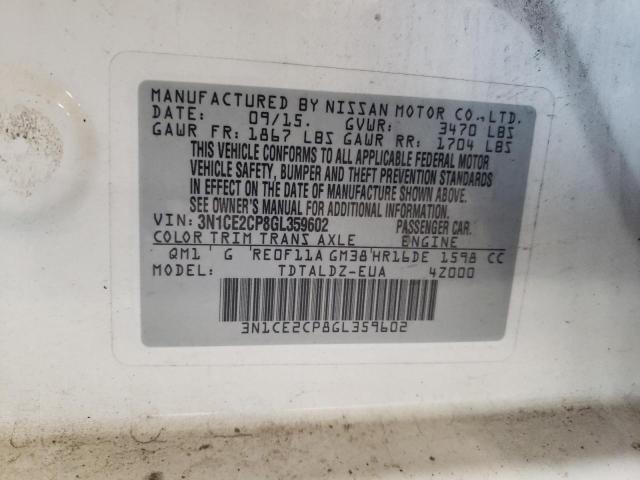 MANUFACTURED BY NISSAN MOTOR CO.,LTD.
DATE: 09/15. GVWR: 3470 LBS
GAWR FR: 1867 LBS GAWR RR: 1704 LBS
THIS VEHICLE CONFORMS TO ALL APPLICABLE FEDERAL MOTOR
VEHICLE SAFETY, BUMPER AND THEFT PREVENTION STANDARDS
IN EFFECT ON THE DATE OF MANUFACTURE SHOWN ABOVE.
SEE OWNER'S MANUAL FOR ADDITIONAL INFORMATION
VIN: 3N1CE2CP8GL359602 PASSENGER CAR.
COLOR TRIM TRANS AXLE ENGINE
QM1' G 'RE0F11A GM38'HR16DE 1598 CC
MODEL: TDTALDZ-EUA 4Z000
3N1CE2CP8GL359602